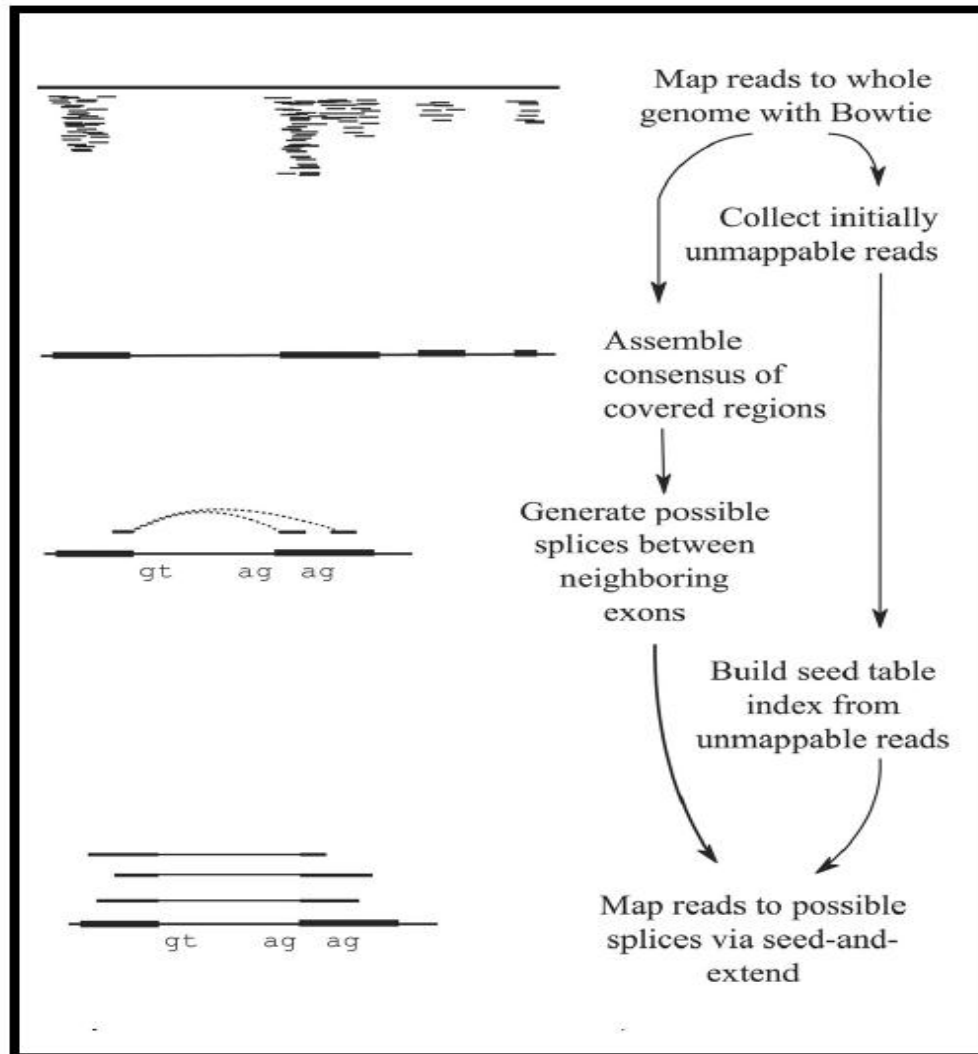 Map reads to whole
genome with Bowtie
Collect initially
unmappable reads
Assemble
consensus of
covered regions
Generate possible
splices between
neighboring
exons
gt ag ag
Build seed table
index from
unmappable reads
Map reads to possible
splices via seed-and-
extend
gt ag ag